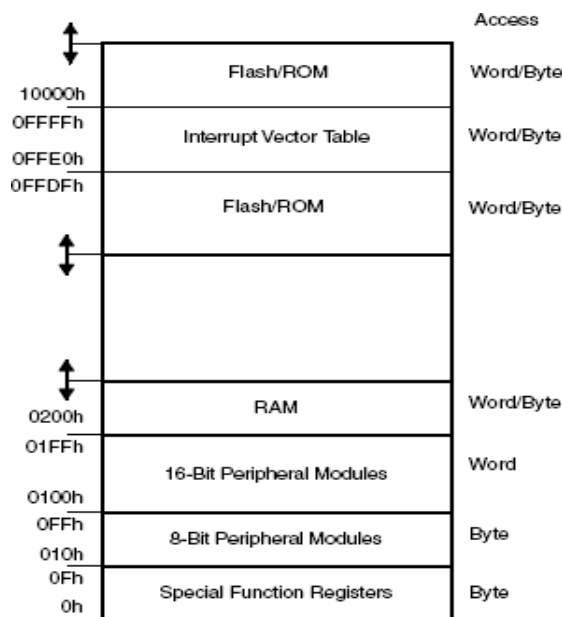 Access
Flash/ROM Word/Byte
10000h
0FFFFh
Interrupt Vector Table Word/Byte
0FFE0h
0FFDFh
Flash/ROM Word/Byte
RAM Word/Byte
0200h
01FFh
16-Bit Peripheral Modules Word
0100h
0FFh
8-Bit Peripheral Modules Byte
010h
0Fh
Special Function Registers Byte
0h